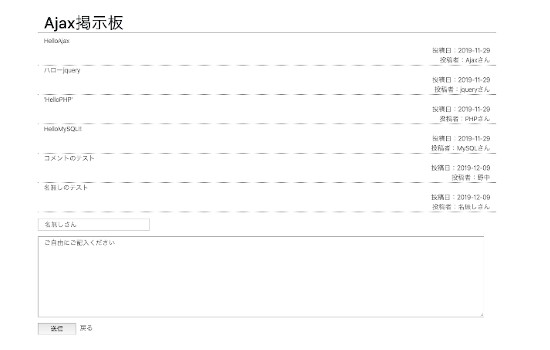 Ajax掲示板
HelloAjax
投稿日：2019-11-29
投稿者：Ajaxさん
ハローjquery
投稿日：2019-11-29
投稿者：jqueryさん
'HelloPHP'
投稿日：2019-11-29
投稿者：PHPさん
HelloMySQL!!
投稿日：2019-11-29
投稿者：MySQLさん
コメントのテスト
投稿日：2019-12-09
投稿者：野中
名無しのテスト
投稿日：2019-12-09
投稿者：名無しさん
名無しさん
ご自由にご記入ください
送信 戻る